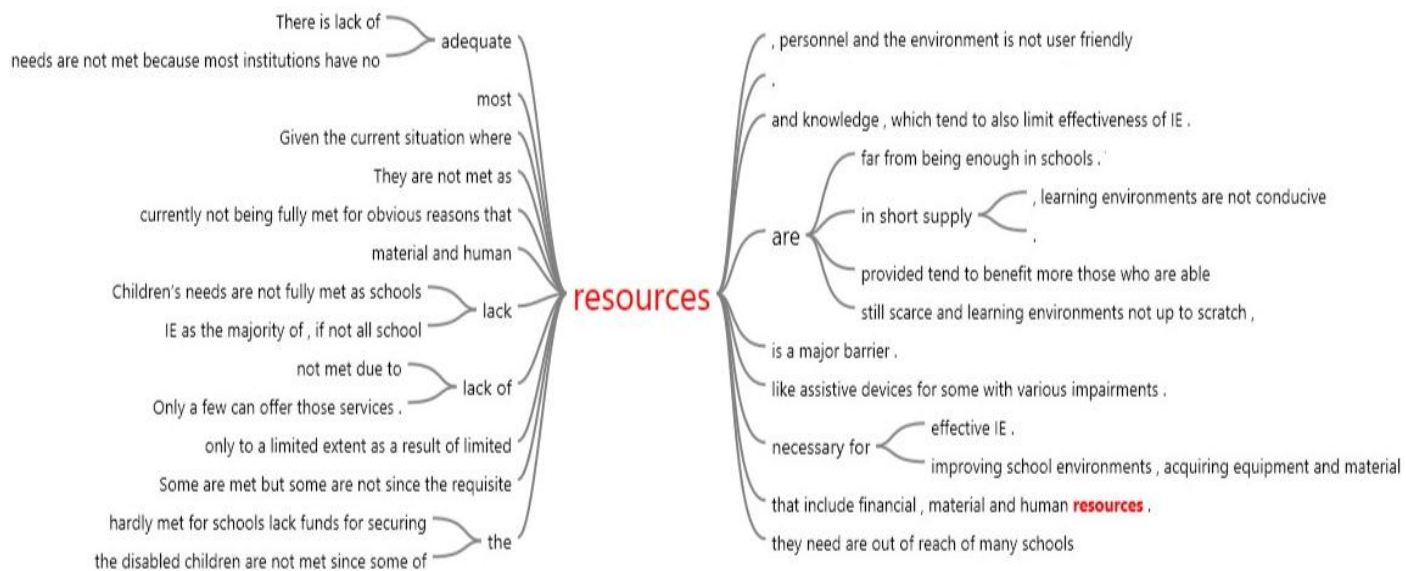 There is lack of
adequate
needs are not met because most institutions have no
most
Given the current situation where
They are not met as
currently not being fully met for obvious reasons that
material and human
Children's needs are not fully met as schools
lack
IE as the majority of , if not all school
not met due to
lack of
Only a few can offer those services .
only to a limited extent as a result of limited
Some are met but some are not since the requisite
hardly met for schools lack funds for securing
the
the disabled children are not met since some of
resources
, personnel and the environment is not user friendly
.
and knowledge , which tend to also limit effectiveness of IE .
are
far from being enough in schools .
in short supply
, learning environments are not conducive
.
provided tend to benefit more those who are able
still scarce and learning environments not up to scratch ,
is a major barrier .
like assistive devices for some with various impairments .
necessary for
effective IE .
improving school environments , acquiring equipment and material
that include financial , material and human resources .
they need are out of reach of many schools